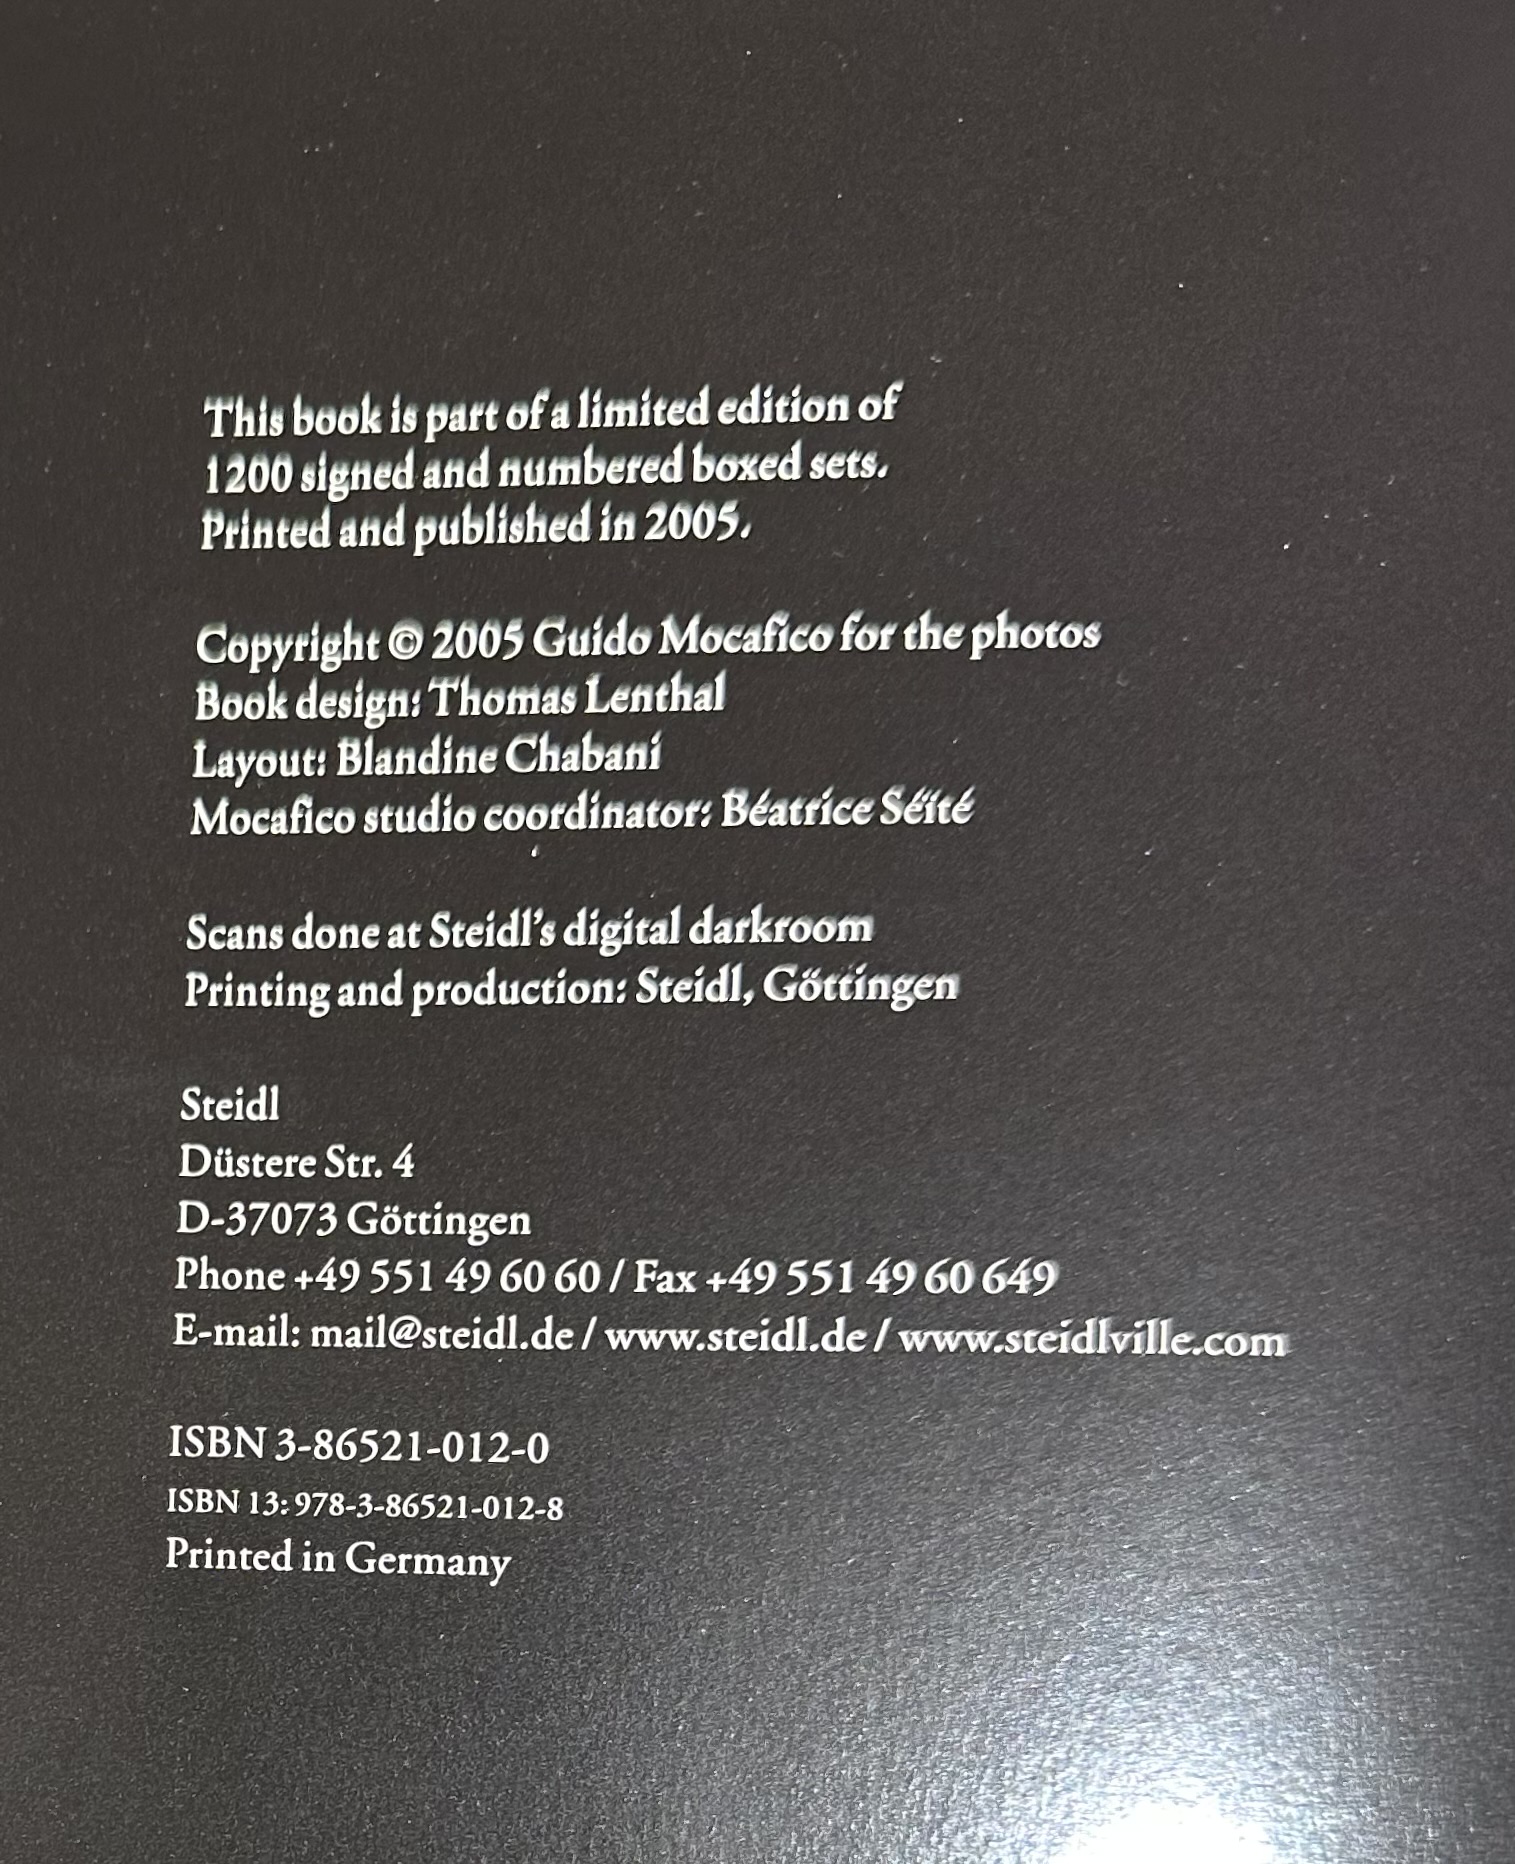 This book is part of a limited edition of
1200 signed and numbered boxed sets.
Printed and published in 2005.
Copyright © 2005 Guido Mocafico for the photos
Book design: Thomas Lenthal
Layout: Blandine Chabani
Mocafico studio coordinator: Béatrice Séïté
Scans done at Steidl’s digital darkroom
Printing and production: Steidl, Göttingen
Steidl
Düstere Str. 4
D-37073 Göttingen
Phone +49 551 49 60 60 / Fax +49 551 49 60 649
E-mail: mail@steidl.de / www.steidl.de / www.steidlville.com
ISBN 3-86521-012-0
ISBN 13: 978-3-86521-012-8
Printed in Germany